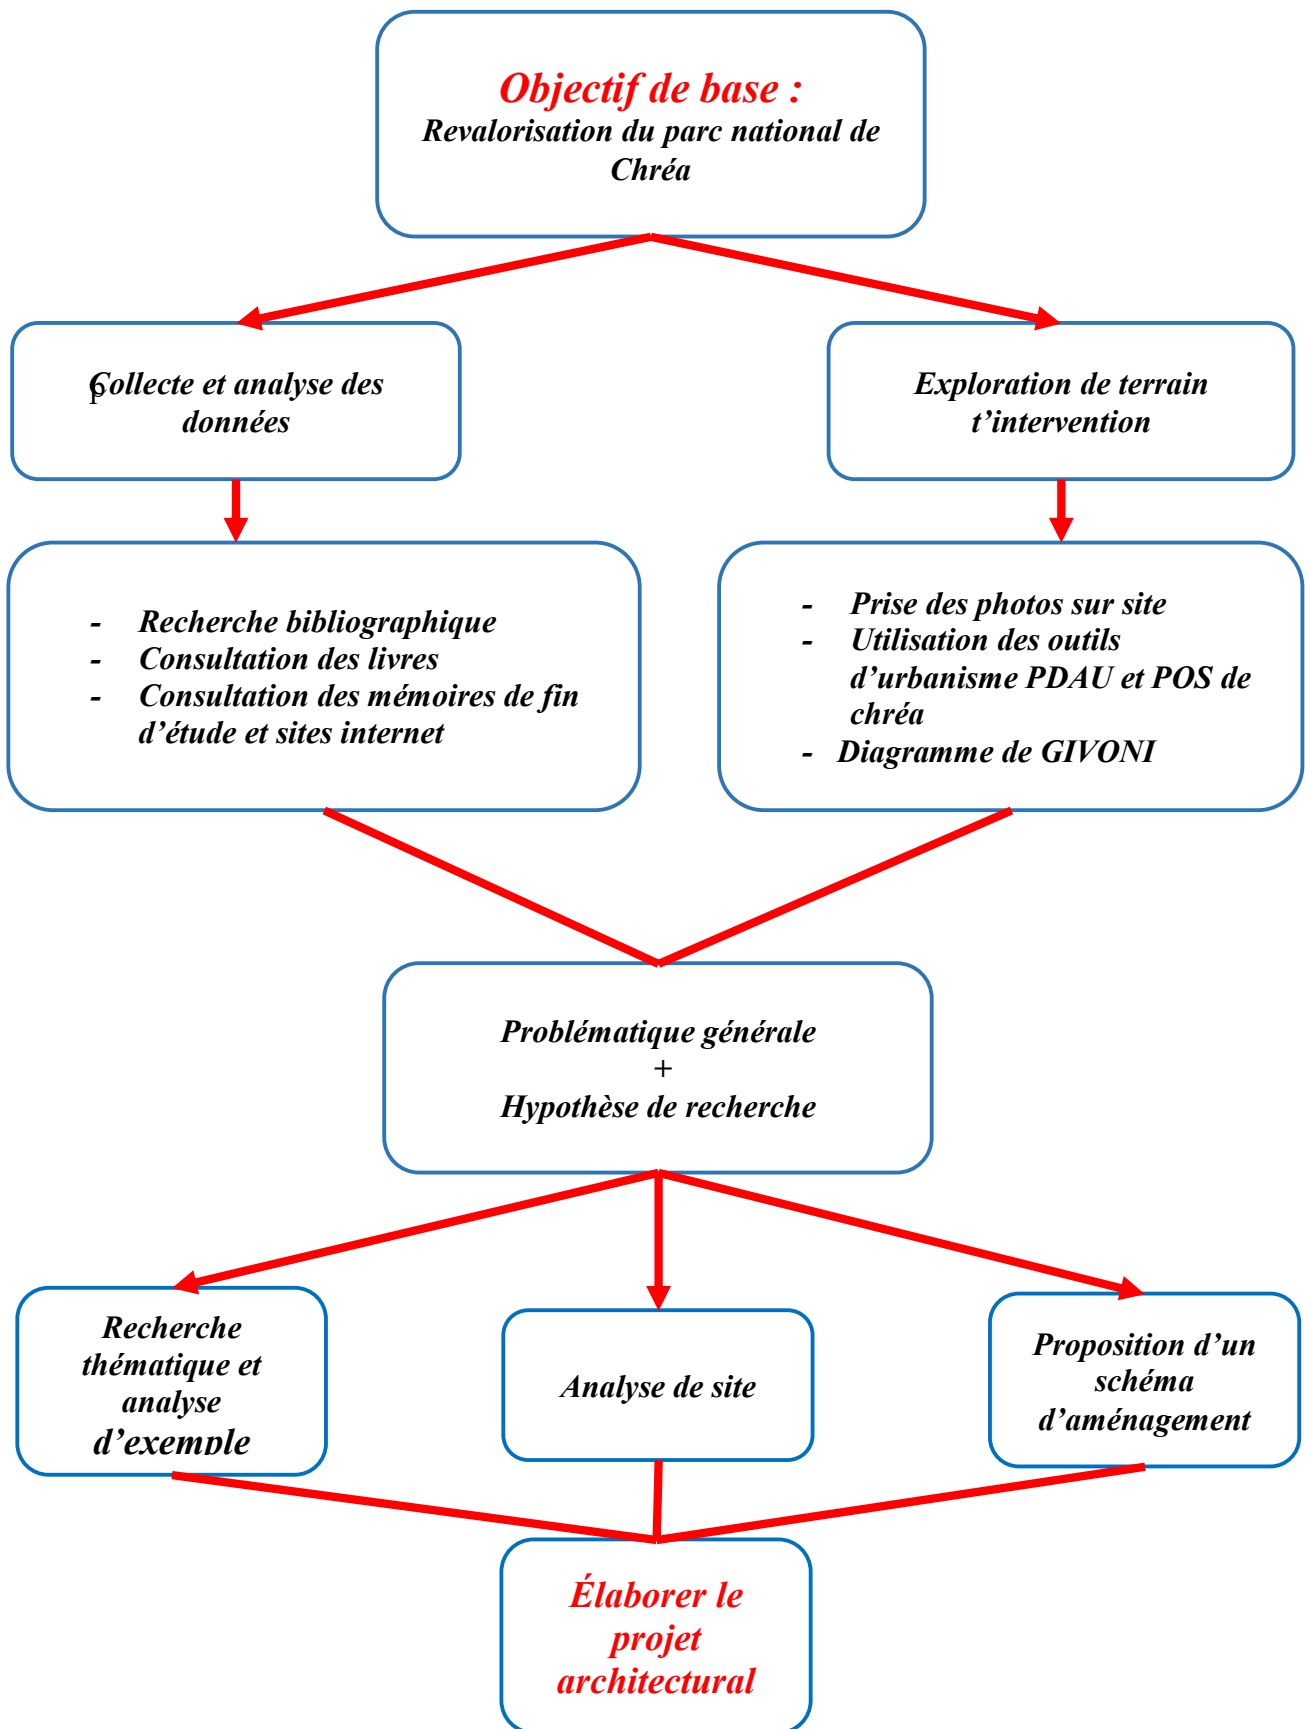 Objectif de base :
Revalorisation du parc national de
Chréa
Collecte et analyse des
données
Exploration de terrain
t’intervention
- Recherche bibliographique
- Consultation des livres
- Consultation des mémoires de fin
d’étude et sites internet
- Prise des photos sur site
- Utilisation des outils
d’urbanisme PDAU et POS de
chréa
- Diagramme de GIVONI
Problématique générale
+
Hypothèse de recherche
Recherche
thématique et
analyse
d’exemple
Analyse de site
Proposition d’un
schéma
d’aménagement
Élaborer le
projet
architectural